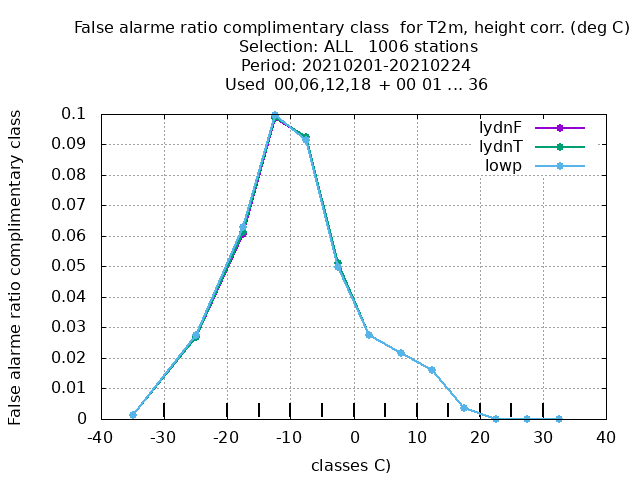 False alarme ratio complimentary class  for T2m, height corr. (deg C)
Selection: ALL   1006 stations
Period: 20210201-20210224
Used  00,06,12,18 + 00 01 ... 36
False alarme ratio complimentary class
lydnF
lydnT
lowp
0.1
0.09
0.08
0.07
0.06
0.05
0.04
0.03
0.02
0.01
0
-40 -30 -20 -10 0 10 20 30 40
classes C)